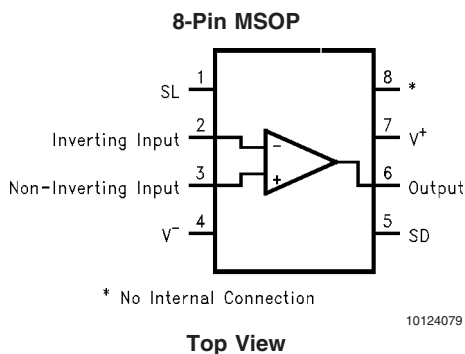 8-Pin MSOP
SL 1 8 *
Inverting Input 2 - 7 V+
Non-Inverting Input 3 + 6 Output
V- 4 5 SD
* No Internal Connection
10124079
Top View